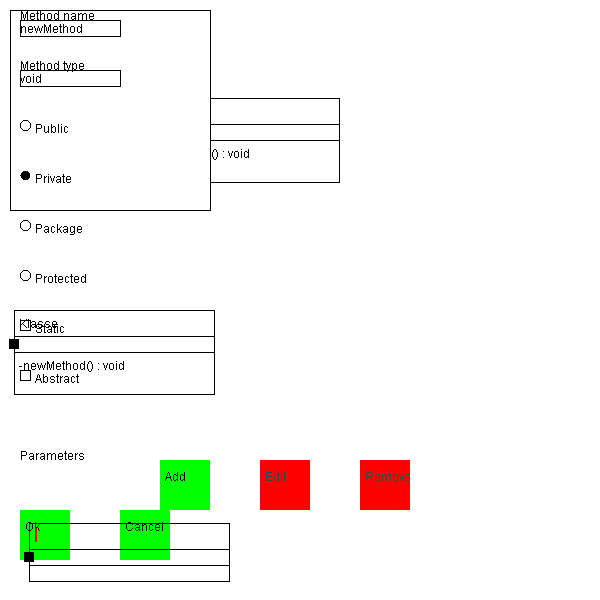 Method name
newMethod
Method type
void
Public
() : void
Private
Package
Protected
Klasse
Static
-newMethod() : void
Abstract
Parameters
Add
Edit
Remove
Ok
Cancel